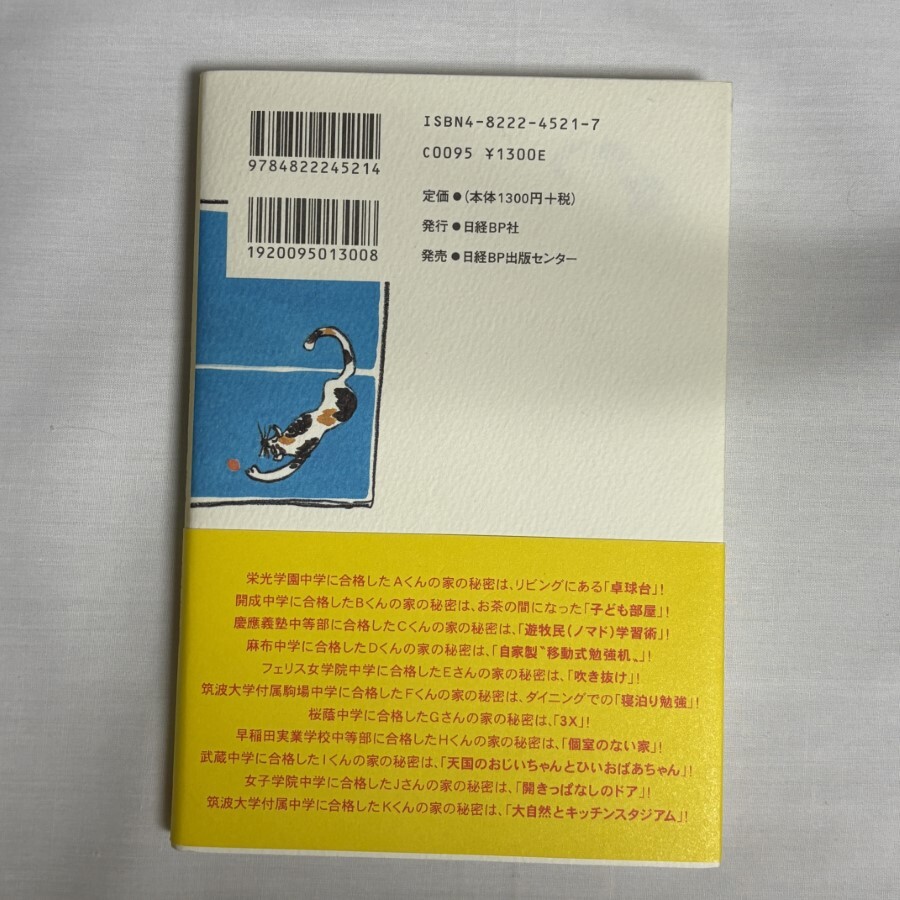 9784822245214
1920095013008
ISBN4-8222-4521-7
C0095 ¥1300E
定価●(本体1300円+税)
発行●日経BP社
発売●日経BP出版センター
栄光学園中学に合格したAくんの家の秘密は、リビングにある「卓球台」!
開成中学に合格したBくんの家の秘密は、お茶の間になった「子ども部屋」!
慶應義塾中等部に合格したCくんの家の秘密は、「遊牧民(ノマド)学習術」!
麻布中学に合格したDくんの家の秘密は、「自家製〝移動式勉強机〟」!
フェリス女学院中学に合格したEさんの家の秘密は、「吹き抜け」!
筑波大学付属駒場中学に合格したFくんの家の秘密は、ダイニングでの「寝泊り勉強」!
桜蔭中学に合格したGさんの家の秘密は、「3X」!
早稲田実業学校中等部に合格したHくんの家の秘密は、「個室のない家」!
武蔵中学に合格したIくんの家の秘密は、「天国のおじいちゃんとひいおばあちゃん」!
女子学院中学に合格したJさんの家の秘密は、「開きっぱなしのドア」!
筑波大学付属中学に合格したKくんの家の秘密は、「大自然とキッチンスタジアム」!